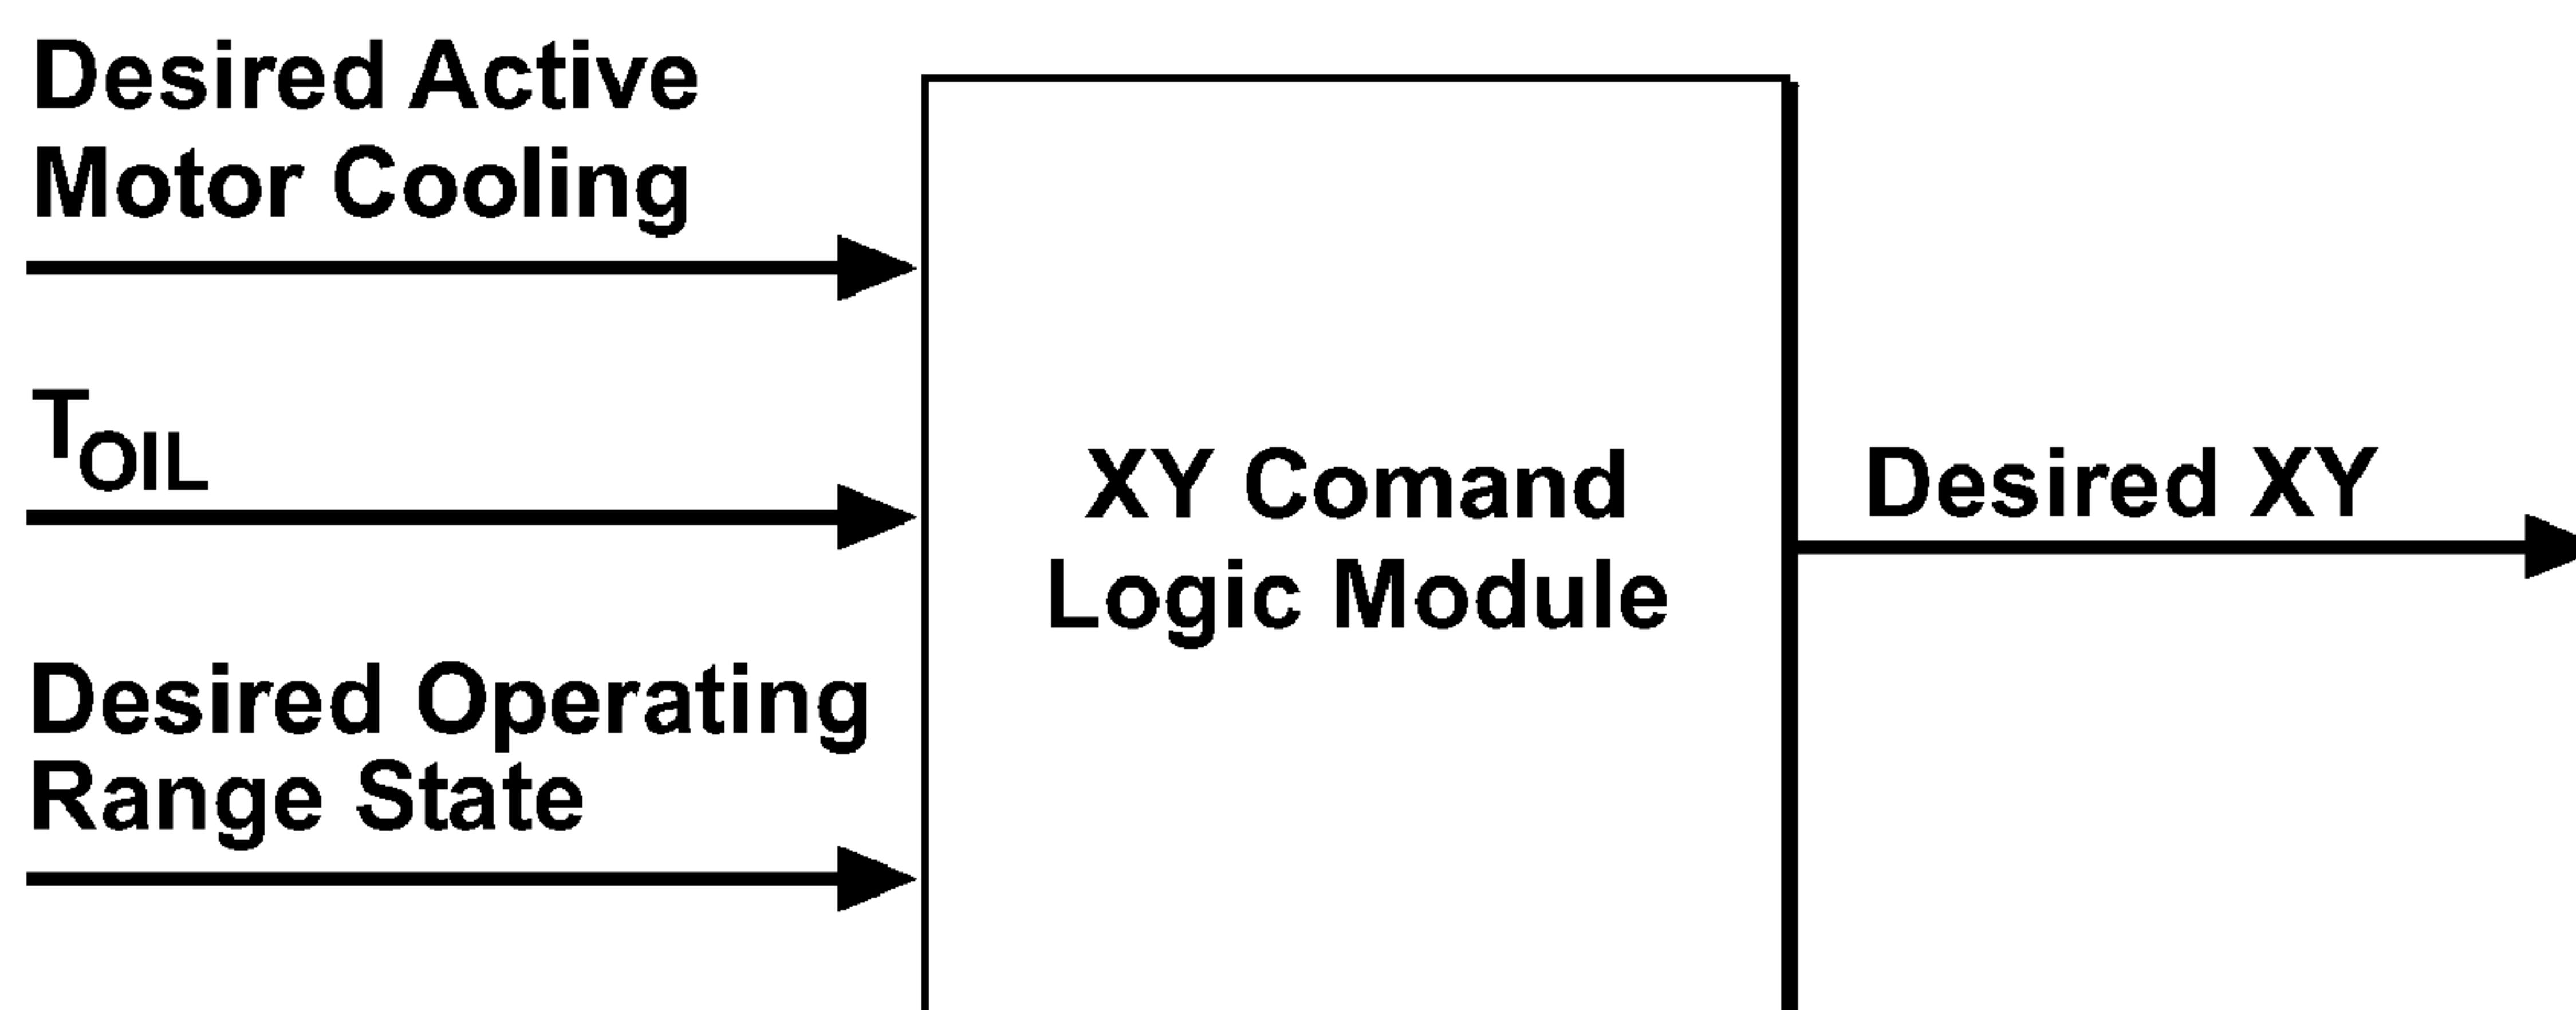 Desired Active
Motor Cooling
TOIL
Desired Operating
Range State
XY Comand
Logic Module
Desired XY